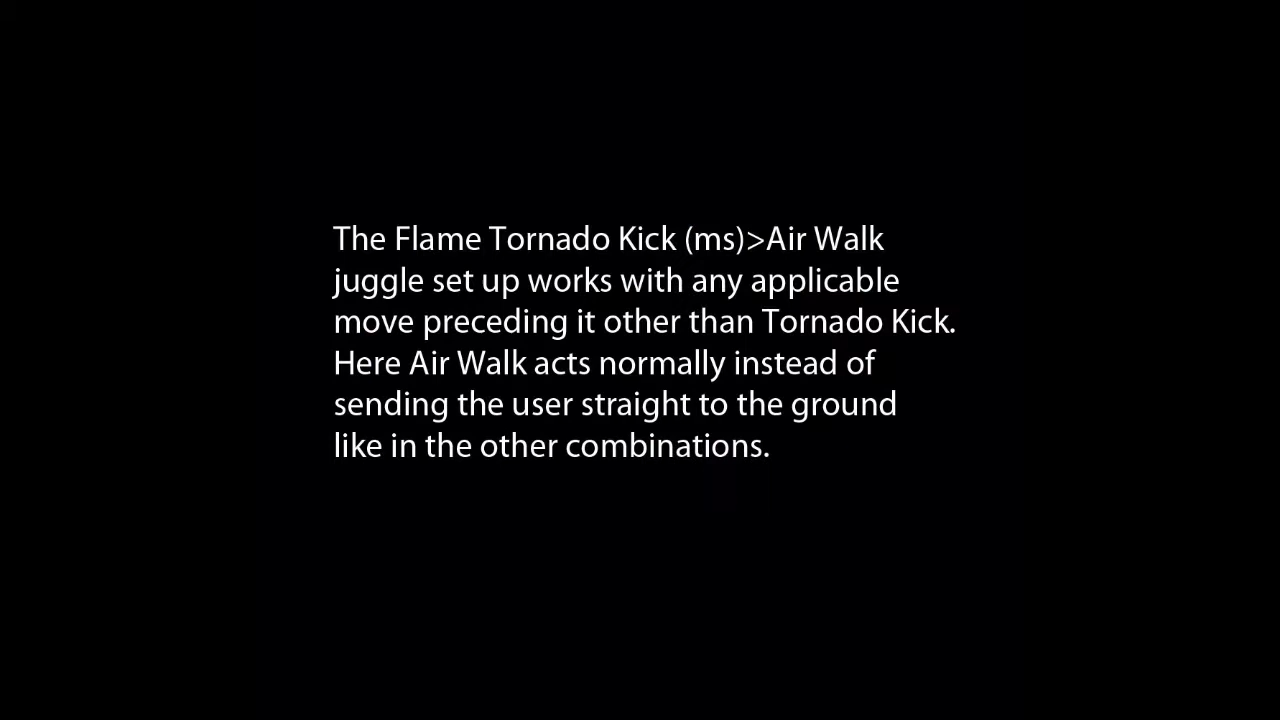 The Flame Tornado Kick (ms)>Air Walk
juggle set up works with any applicable
move preceding it other than Tornado Kick.
Here Air Walk acts normally instead of
sending the user straight to the ground
like in the other combinations.